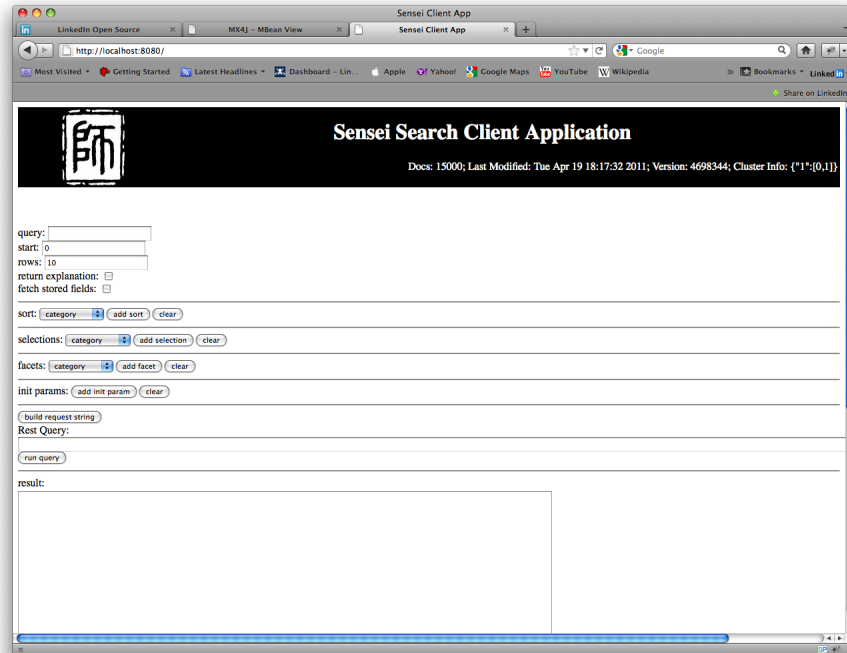 Sensei Client App
in LinkedIn Open Source × MX4J – MBean View × Sensei Client App × +
http://localhost:8080/ Google
Most Visited Getting Started Latest Headlines Dashboard – Lin... Apple Yahoo! Google Maps YouTube Wikipedia » Bookmarks Linked in
Share on LinkedIn
師
Sensei Search Client Application
Docs: 15000; Last Modified: Tue Apr 19 18:17:32 2011; Version: 4698344; Cluster Info: {"1":[0,1]}
query:
start: 0
rows: 10
return explanation:
fetch stored fields:
sort: category add sort clear
selections: category add selection clear
facets: category add facet clear
init params: add init param clear
build request string
Rest Query:
run query
result: